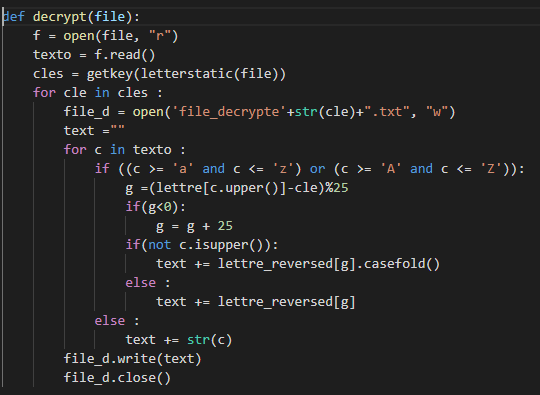 def decrypt(file):
    f = open(file, "r")
    texto = f.read()
    cles = getkey(letterstatic(file))
    for cle in cles :
        file_d = open('file_decrypte'+str(cle)+".txt", "w")
        text =""
        for c in texto :
            if ((c >= 'a' and c <= 'z') or (c >= 'A' and c <= 'Z')):
                g =(lettre[c.upper()]-cle)%25
                if(g<0):
                    g = g + 25
                if(not c.isupper()):
                    text += lettre_reversed[g].casefold()
                else :
                    text += lettre_reversed[g]
            else :
                text += str(c)
        file_d.write(text)
        file_d.close()